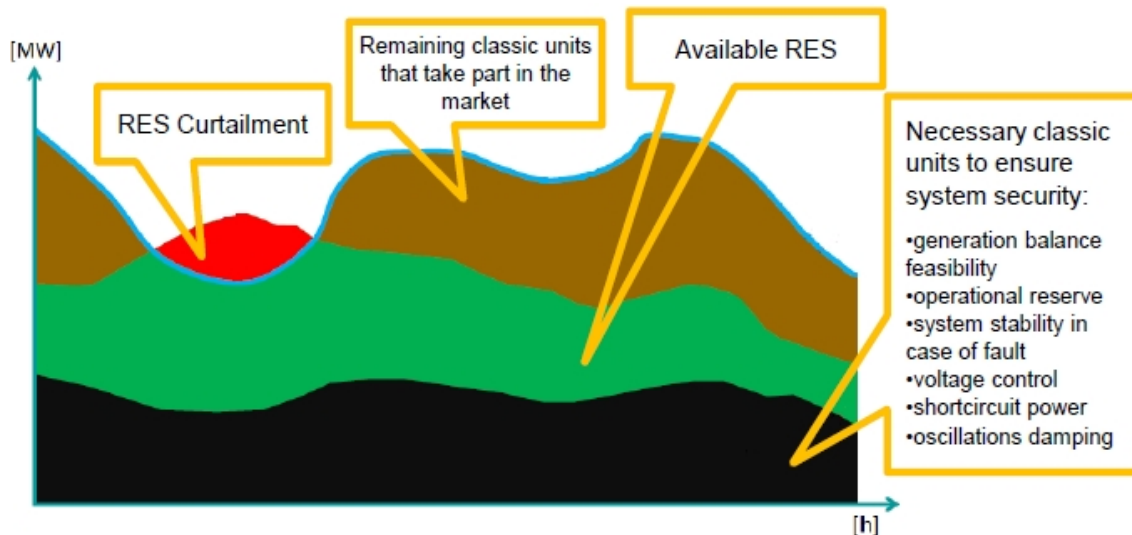 [MW]
RES Curtailment
Remaining classic units
that take part in the
market
Available RES
Necessary classic
units to ensure
system security:
•generation balance
feasibility
•operational reserve
•system stability in
case of fault
•voltage control
•shortcircuit power
•oscillations damping
[h]